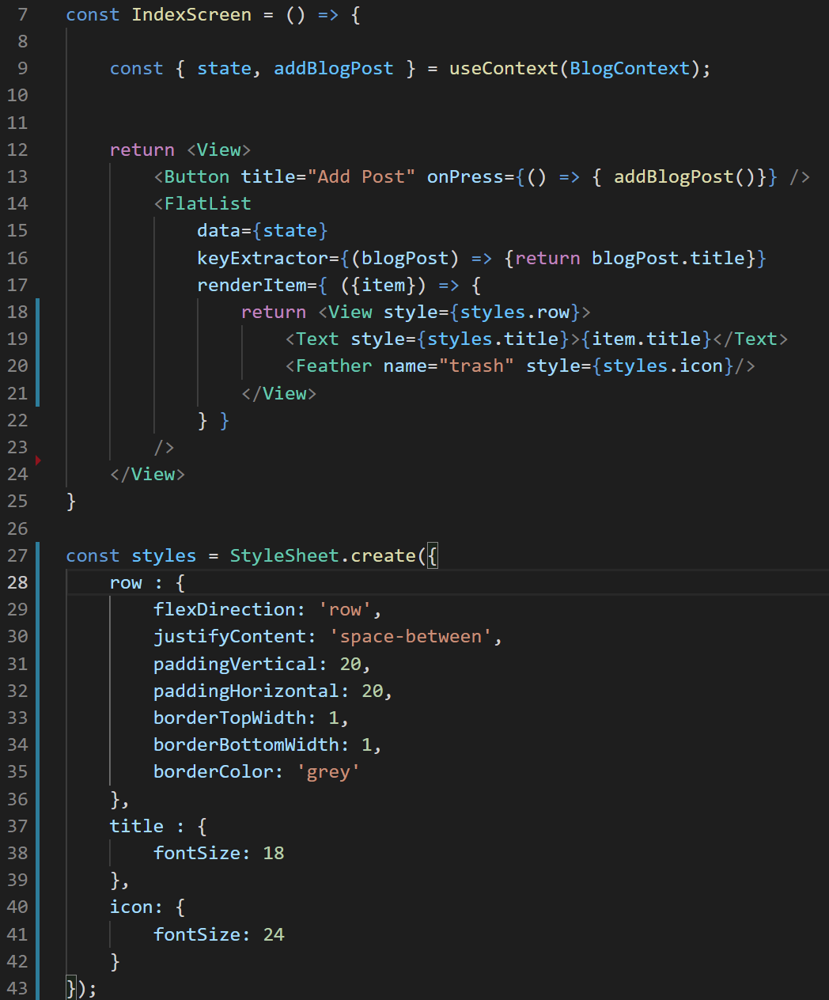 7 const IndexScreen = () => {
8
9 const { state, addBlogPost } = useContext(BlogContext);
10
11
12 return <View>
13 <Button title="Add Post" onPress={() => { addBlogPost()}} />
14 <FlatList
15 data={state}
16 keyExtractor={(blogPost) => {return blogPost.title}}
17 renderItem={ ({item}) => {
18 return <View style={styles.row}>
19 <Text style={styles.title}>{item.title}</Text>
20 <Feather name="trash" style={styles.icon}/>
21 </View>
22 } }
23 />
24 </View>
25 }
26
27 const styles = StyleSheet.create({
28 row : {
29 flexDirection: 'row',
30 justifyContent: 'space-between',
31 paddingVertical: 20,
32 paddingHorizontal: 20,
33 borderTopWidth: 1,
34 borderBottomWidth: 1,
35 borderColor: 'grey'
36 },
37 title : {
38 fontSize: 18
39 },
40 icon: {
41 fontSize: 24
42 }
43 });